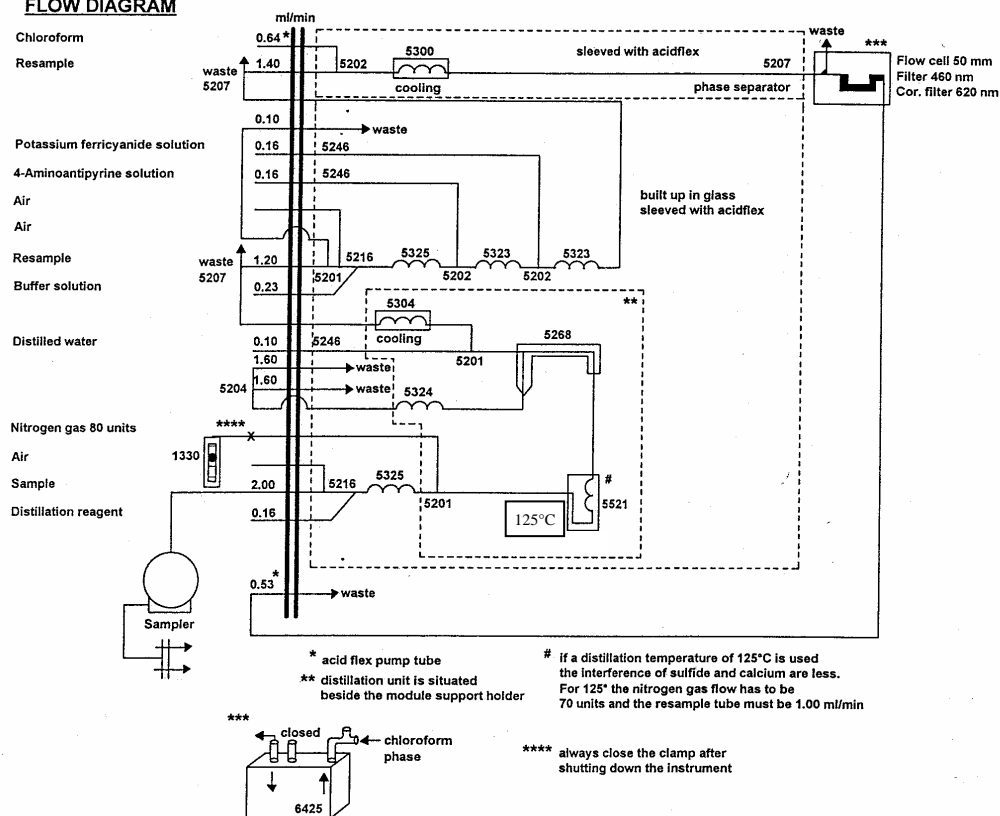 FLOW DIAGRAM
ml/min
Chloroform
0.64 *
sleeved with acidflex
waste
***
5300
Resample
1.40
5202
5207
waste
5207
cooling
phase separator
Flow cell 50 mm
Filter 460 nm
Cor. filter 620 nm
0.10
waste
Potassium ferricyanide solution
0.16
5246
4-Aminoantipyrine solution
0.16
5246
Air
built up in glass
sleeved with acidflex
Air
Resample
waste
5207
1.20
5201
5216
5325
5202
5323
5202
5323
Buffer solution
0.23
5304
**
cooling
Distilled water
0.10
5246
5201
5268
1.60
waste
5204
1.60
waste
5324
Nitrogen gas 80 units
****
x
Air
1330
Sample
2.00
5216
5325
5201
#
5521
125°C
Distillation reagent
0.16
0.53 *
waste
Sampler
* acid flex pump tube
** distillation unit is situated
beside the module support holder
# if a distillation temperature of 125°C is used
the interference of sulfide and calcium are less.
For 125° the nitrogen gas flow has to be
70 units and the resample tube must be 1.00 ml/min
***
closed
chloroform
phase
6425
**** always close the clamp after
shutting down the instrument